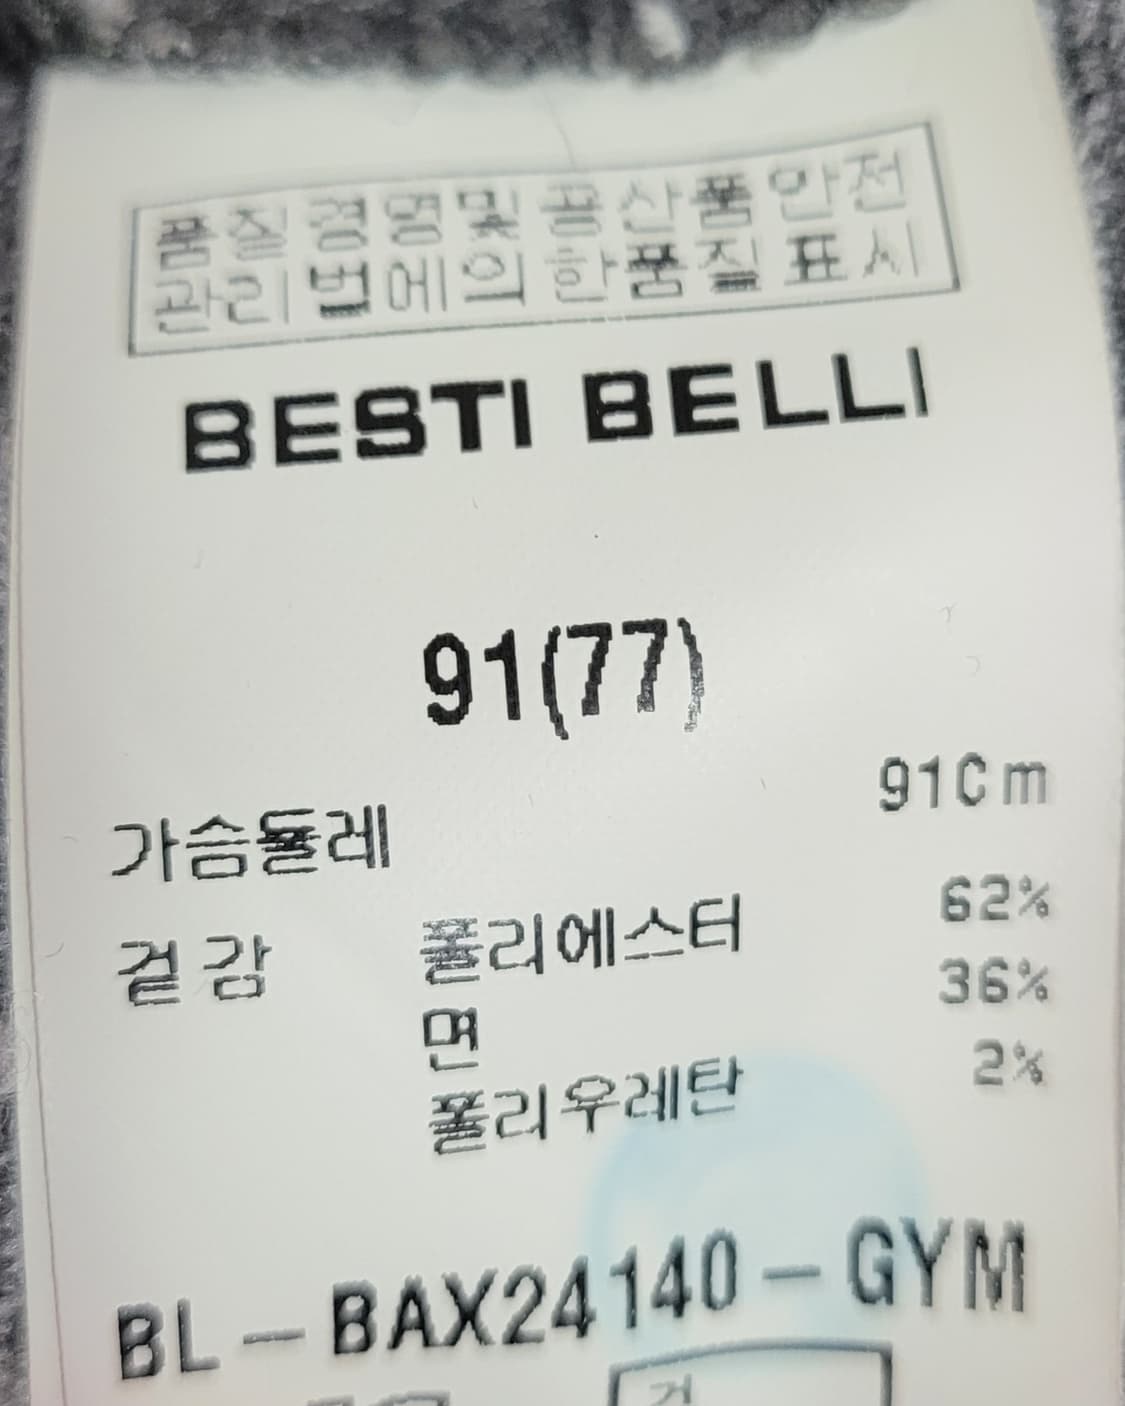 품질경영및 공산품안전
관리법에의한품질표시
BESTI BELLI
91(77)
가슴둘레 91Cm
겉감 폴리에스터 62%
면 36%
폴리우레탄 2%
BL-BAX24140-GYM